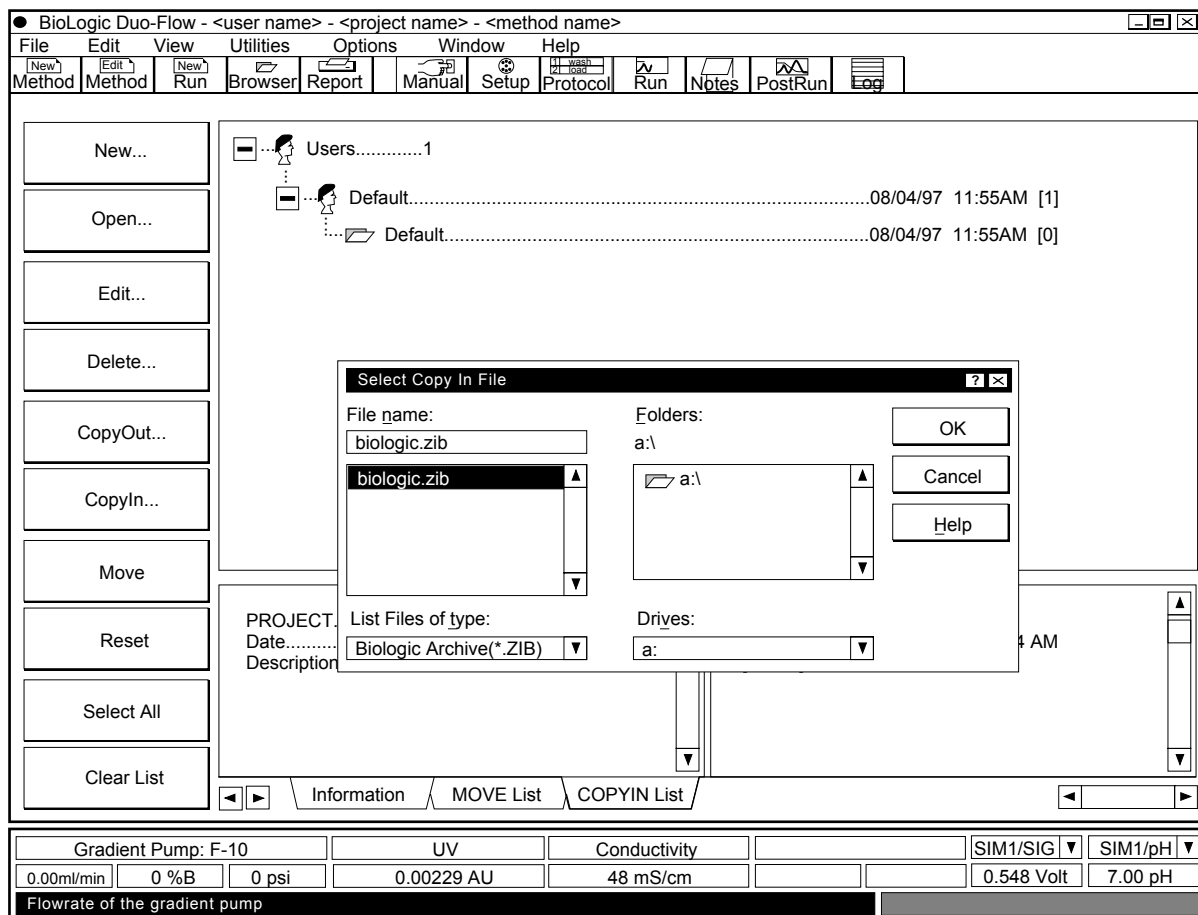 BioLogic Duo-Flow - <user name> - <project name> - <method name>
File Edit View Utilities Options Window Help
New Method Edit Method New Run Browser Report Manual Setup 1 wash 2 load Protocol Run Notes PostRun Log
New...
Open...
Edit...
Delete...
CopyOut...
CopyIn...
Move
Reset
Select All
Clear List
Users.............1
Default.........................................................................................08/04/97 11:55AM [1]
Default..................................................................................08/04/97 11:55AM [0]
Select Copy In File ?
File name:
biologic.zib
biologic.zib
List Files of type:
Biologic Archive(*.ZIB)
Folders:
a:\
a:\
Drives:
a:
OK
Cancel
Help
PROJECT.
Date..........
Description
AM
Information MOVE List COPYIN List
Gradient Pump: F-10 UV Conductivity SIM1/SIG SIM1/pH
0.00ml/min 0 %B 0 psi 0.00229 AU 48 mS/cm 0.548 Volt 7.00 pH
Flowrate of the gradient pump